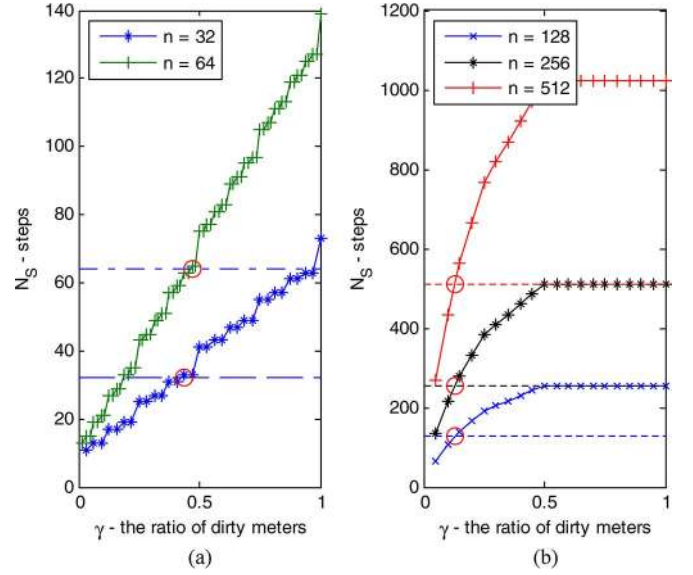 140
120
100
80
60
40
20
0
N_S - steps
n = 32
n = 64
0 0.5 1
γ - the ratio of dirty meters
(a)
1200
1000
800
600
400
200
0
N_S - steps
n = 128
n = 256
n = 512
0 0.5 1
γ - the ratio of dirty meters
(b)